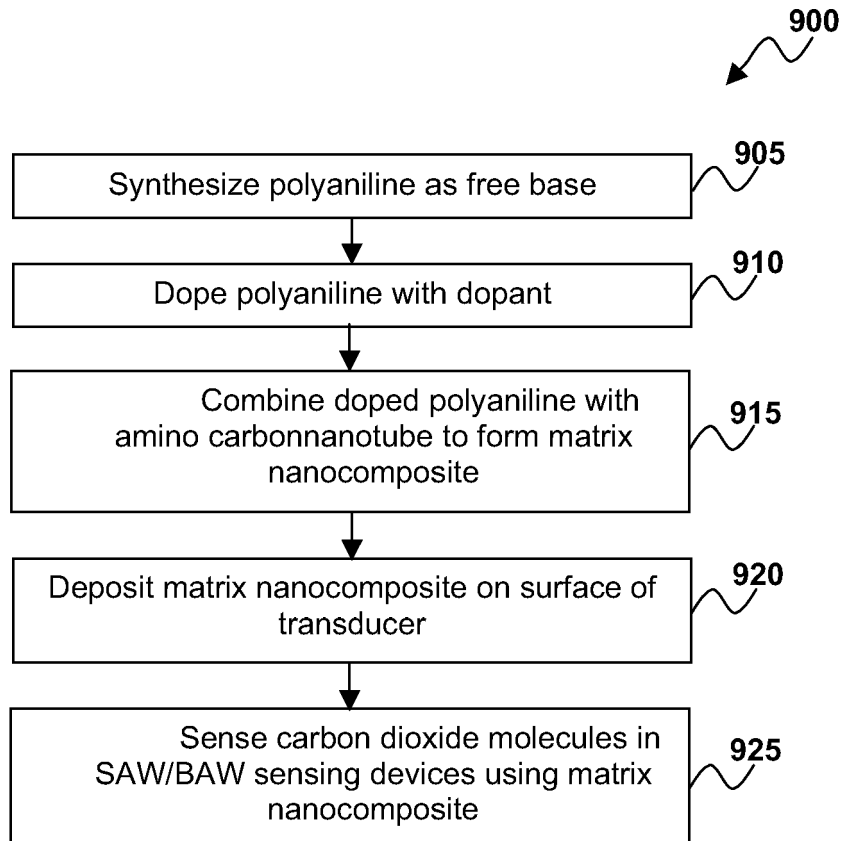 900
905
Synthesize polyaniline as free base
910
Dope polyaniline with dopant
Combine doped polyaniline with
915
amino carbonnanotube to form matrix
nanocomposite
920
Deposit matrix nanocomposite on surface of
transducer
Sense carbon dioxide molecules in
925
SAW/BAW sensing devices using matrix
nanocomposite